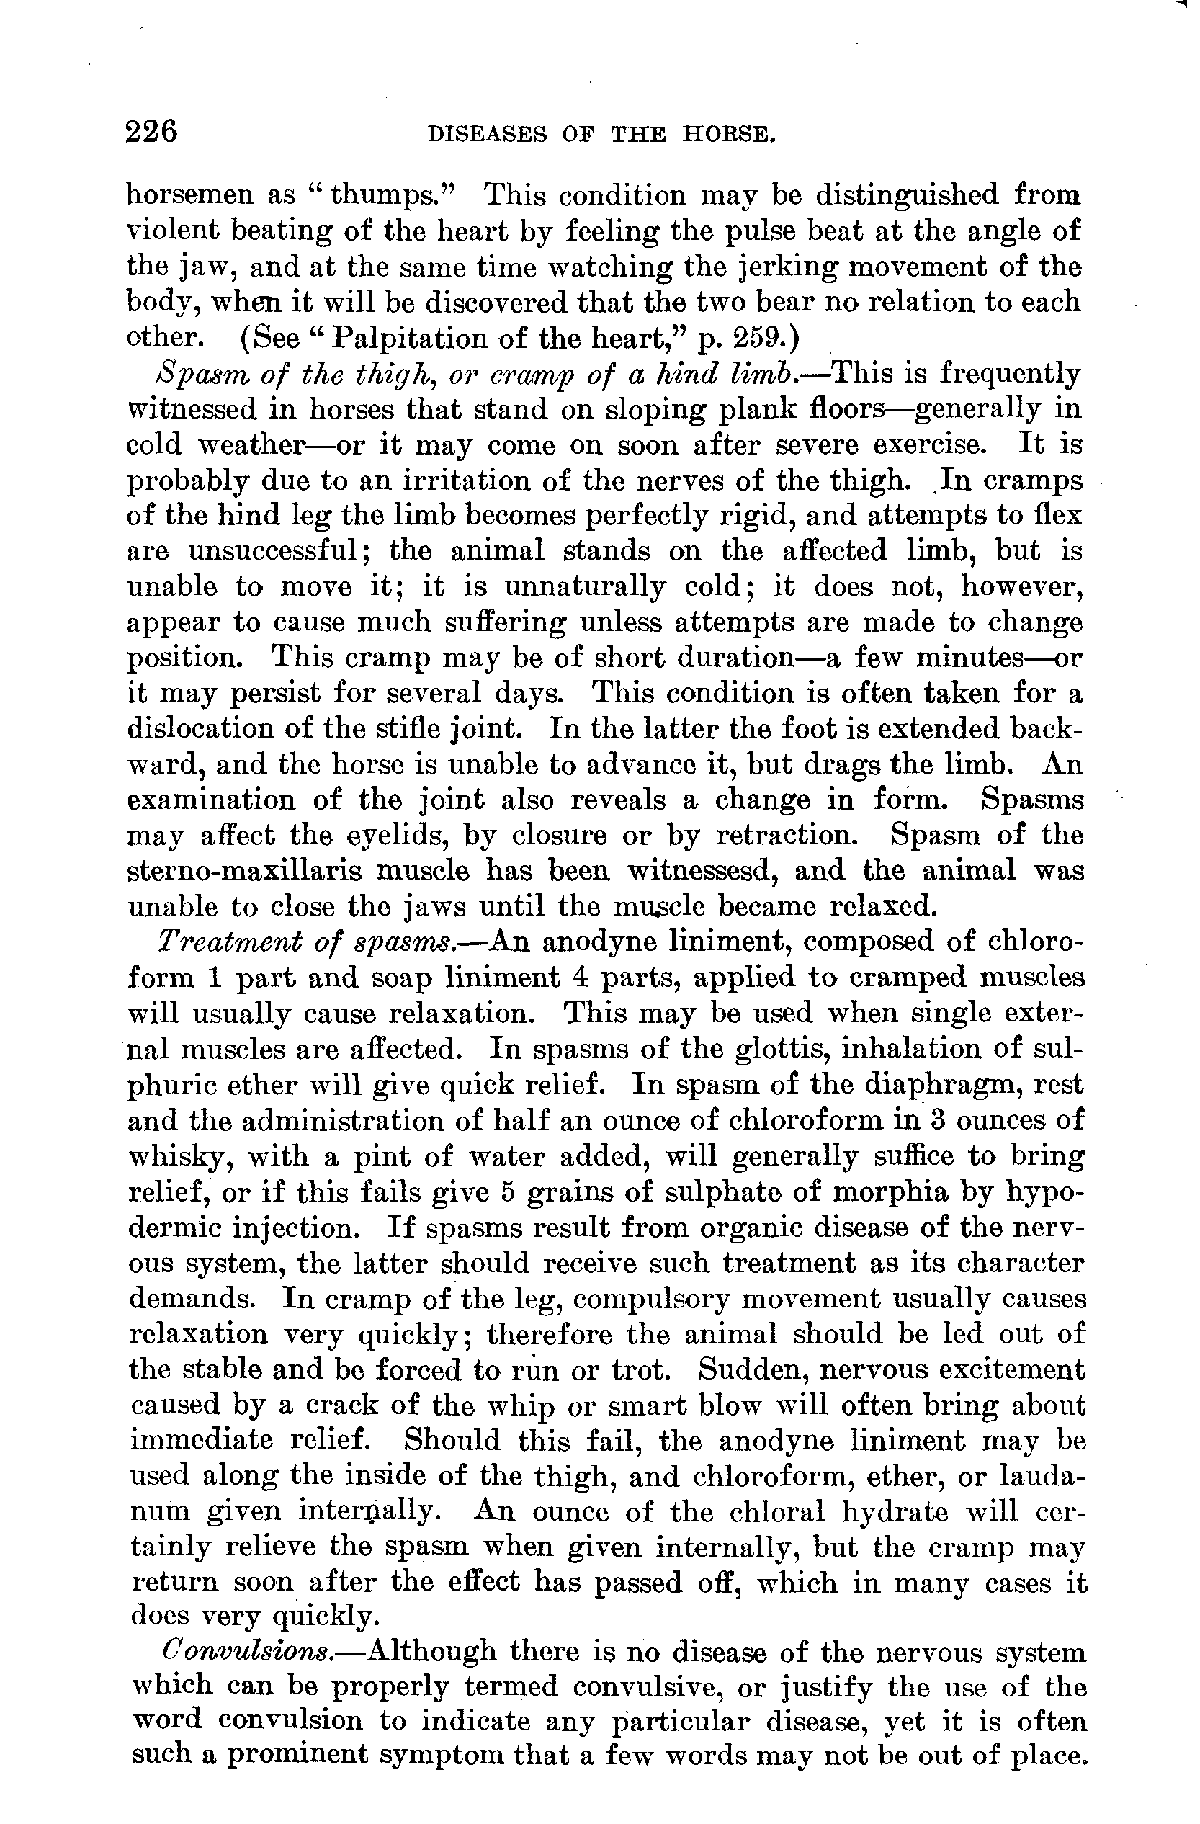 226 DISEASES OF THE HORSE.
horsemen as “thumps.” This condition may be distinguished from
violent beating of the heart by feeling the pulse beat at the angle of
the jaw, and at the same time watching the jerking movement of the
body, when it will be discovered that the two bear no relation to each
other. (See “Palpitation of the heart,” p. 259.)
Spasm of the thigh, or cramp of a hind limb.—This is frequently
witnessed in horses that stand on sloping plank floors—generally in
cold weather—or it may come on soon after severe exercise. It is
probably due to an irritation of the nerves of the thigh. In cramps
of the hind leg the limb becomes perfectly rigid, and attempts to flex
are unsuccessful; the animal stands on the affected limb, but is
unable to move it; it is unnaturally cold; it does not, however,
appear to cause much suffering unless attempts are made to change
position. This cramp may be of short duration—a few minutes—or
it may persist for several days. This condition is often taken for a
dislocation of the stifle joint. In the latter the foot is extended back-
ward, and the horse is unable to advance it, but drags the limb. An
examination of the joint also reveals a change in form. Spasms
may affect the eyelids, by closure or by retraction. Spasm of the
sterno-maxillaris muscle has been witnessesd, and the animal was
unable to close the jaws until the muscle became relaxed.
Treatment of spasms.—An anodyne liniment, composed of chloro-
form 1 part and soap liniment 4 parts, applied to cramped muscles
will usually cause relaxation. This may be used when single exter-
nal muscles are affected. In spasms of the glottis, inhalation of sul-
phuric ether will give quick relief. In spasm of the diaphragm, rest
and the administration of half an ounce of chloroform in 3 ounces of
whisky, with a pint of water added, will generally suffice to bring
relief, or if this fails give 5 grains of sulphate of morphia by hypo-
dermic injection. If spasms result from organic disease of the nerv-
ous system, the latter should receive such treatment as its character
demands. In cramp of the leg, compulsory movement usually causes
relaxation very quickly; therefore the animal should be led out of
the stable and be forced to run or trot. Sudden, nervous excitement
caused by a crack of the whip or smart blow will often bring about
immediate relief. Should this fail, the anodyne liniment may be
used along the inside of the thigh, and chloroform, ether, or lauda-
num given internally. An ounce of the chloral hydrate will cer-
tainly relieve the spasm when given internally, but the cramp may
return soon after the effect has passed off, which in many cases it
does very quickly.
Convulsions.—Although there is no disease of the nervous system
which can be properly termed convulsive, or justify the use of the
word convulsion to indicate any particular disease, yet it is often
such a prominent symptom that a few words may not be out of place.